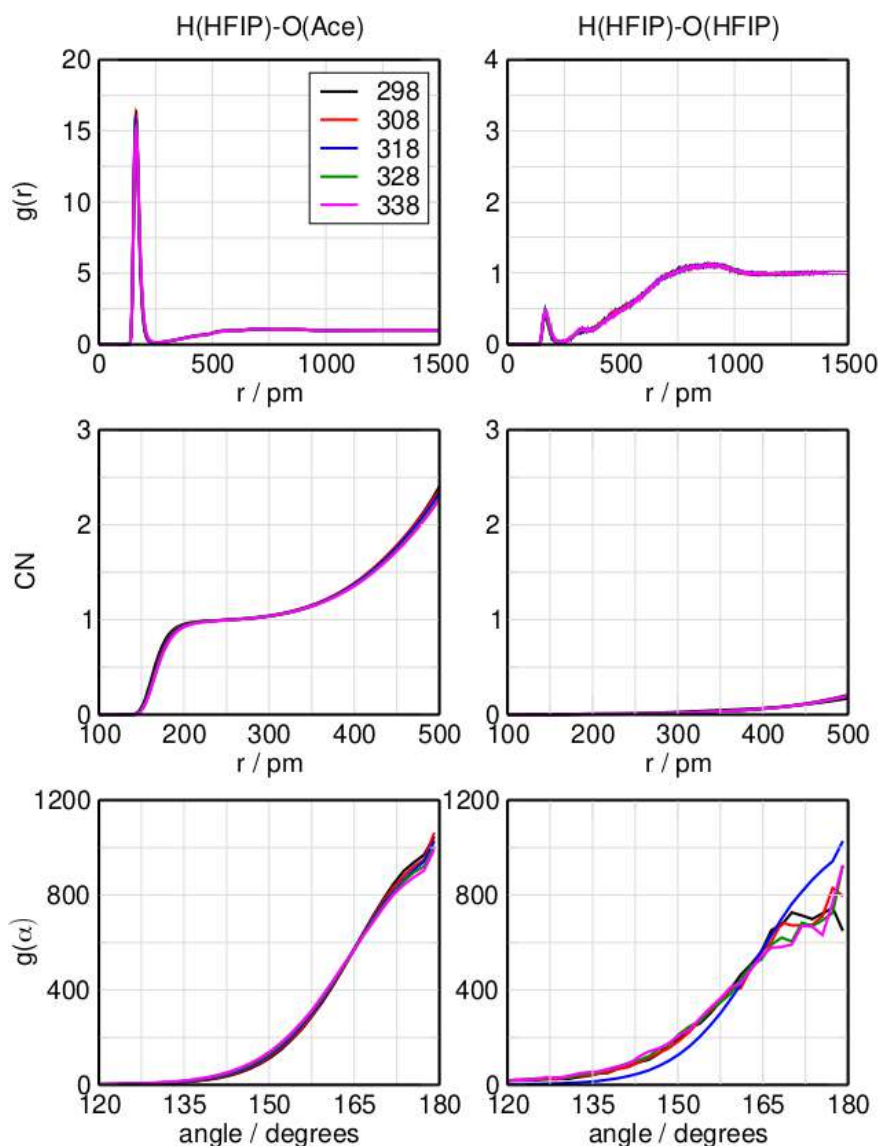 H(HFIP)-O(Ace)
H(HFIP)-O(HFIP)
g(r)
20
15
10
5
0
298
308
318
328
338
0 500 1000 1500
r / pm
4
3
2
1
0
0 500 1000 1500
r / pm
CN
3
2
1
0
100 200 300 400 500
r / pm
3
2
1
0
100 200 300 400 500
r / pm
g(α)
1200
800
400
0
120 135 150 165 180
angle / degrees
1200
800
400
0
120 135 150 165 180
angle / degrees